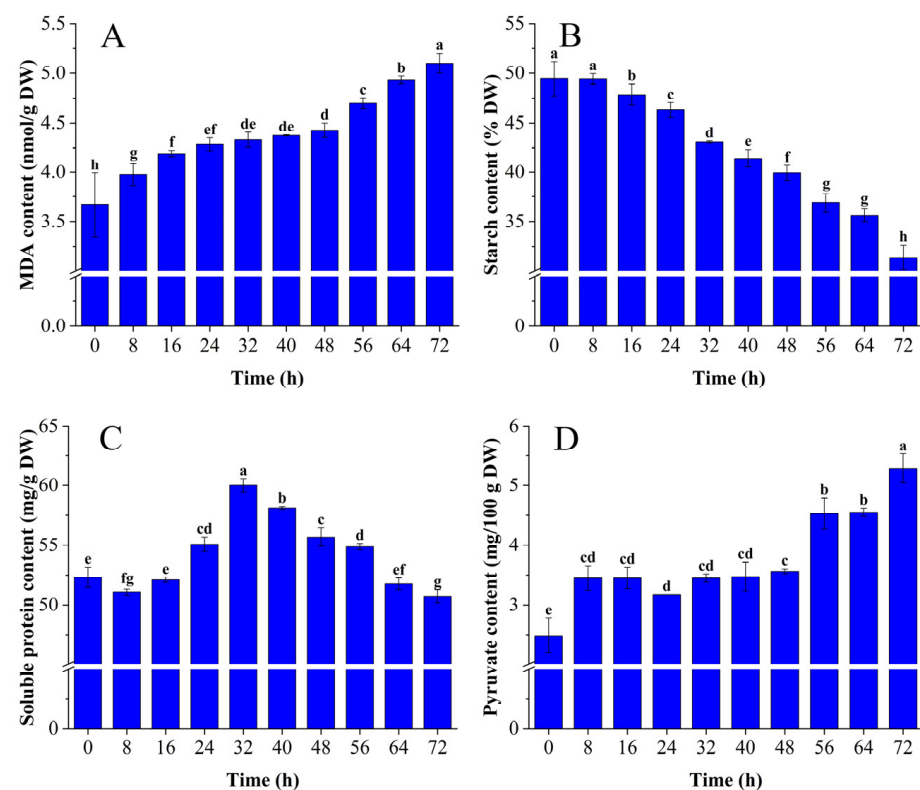 A
MDA content (nmol/g DW)
5.5
5.0
4.5
4.0
3.5
0.0
h g f ef de de d c b a
0 8 16 24 32 40 48 56 64 72
Time (h)
B
Starch content (% DW)
55
50
45
40
35
0
a a b c d e f g g h
0 8 16 24 32 40 48 56 64 72
Time (h)
C
Soluble protein content (mg/g DW)
65
60
55
50
0
e fg e cd a b c d ef g
0 8 16 24 32 40 48 56 64 72
Time (h)
D
Pyruvate content (mg/100 g DW)
6
5
4
3
0
e cd cd d cd cd c b b a
0 8 16 24 32 40 48 56 64 72
Time (h)